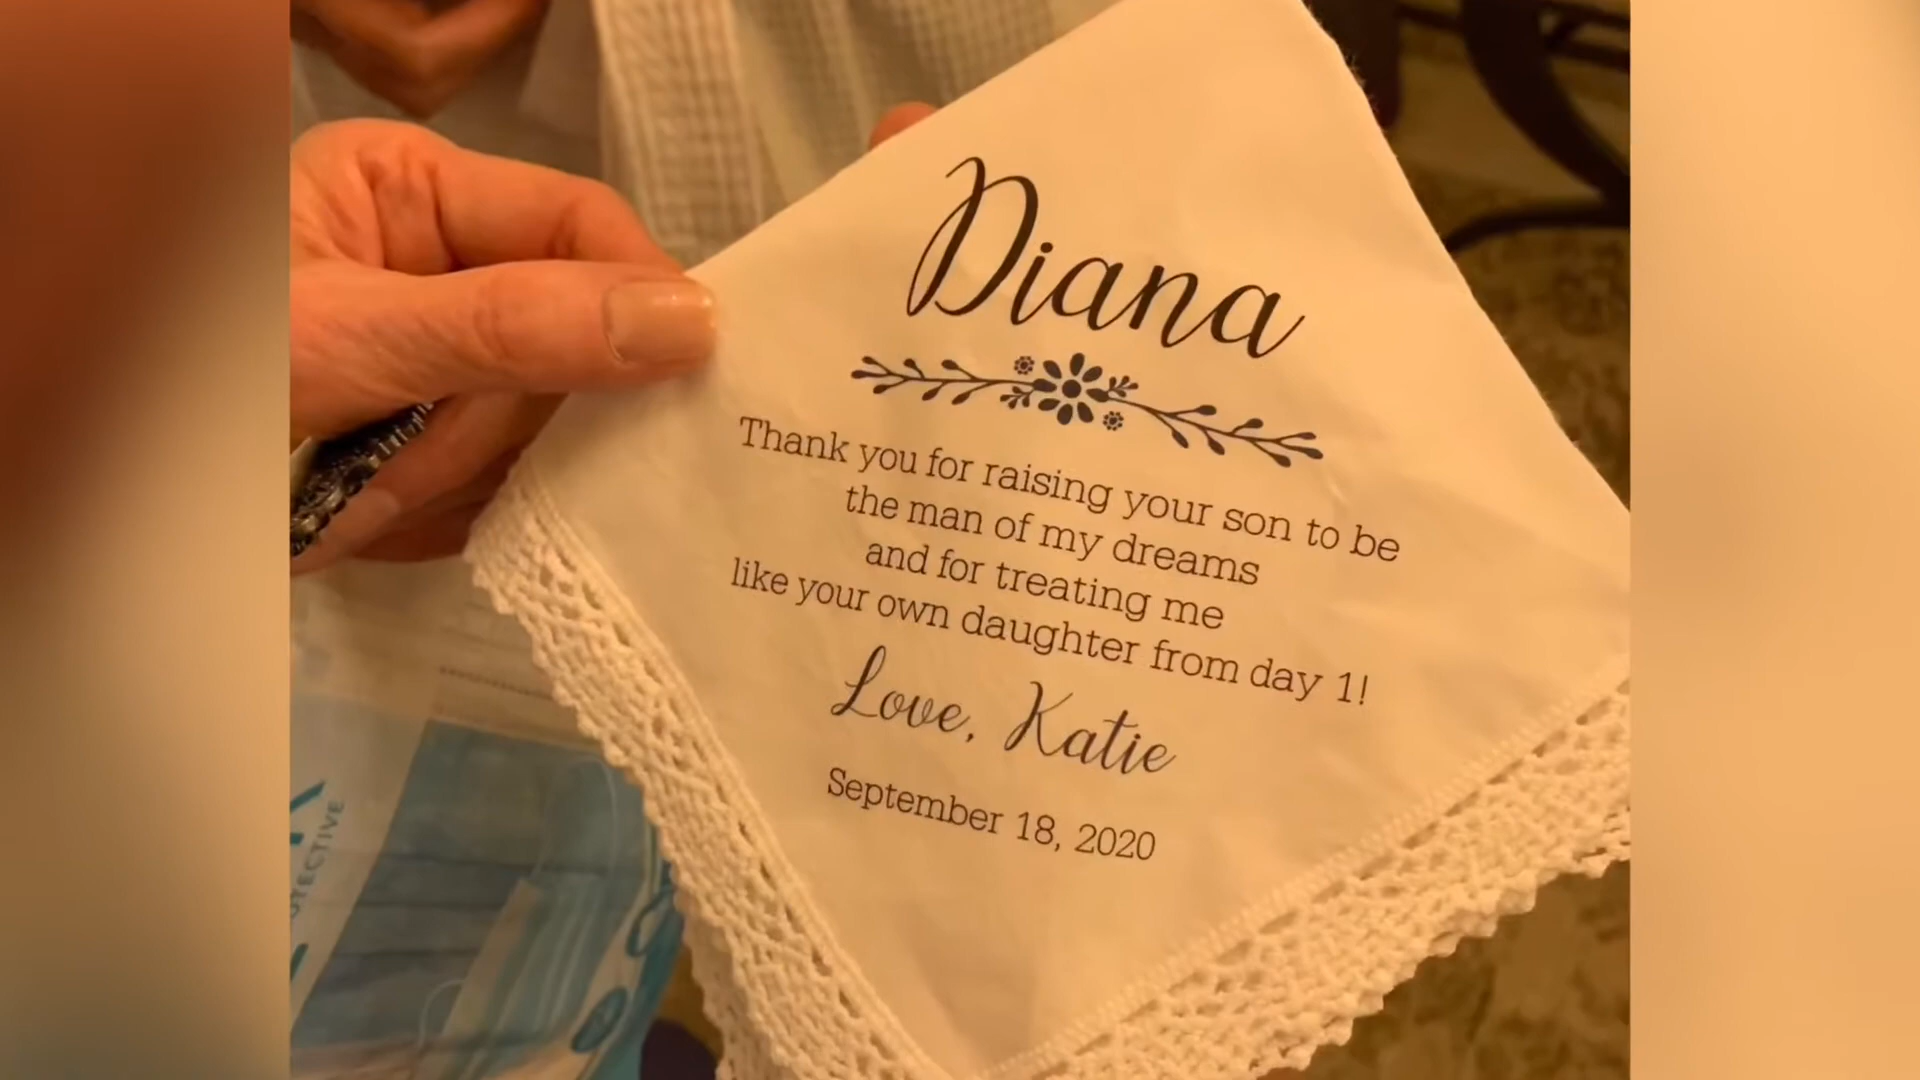 Diana
Thank you for raising your son to be
the man of my dreams
and for treating me
like your own daughter from day 1!
Love, Katie
September 18, 2020